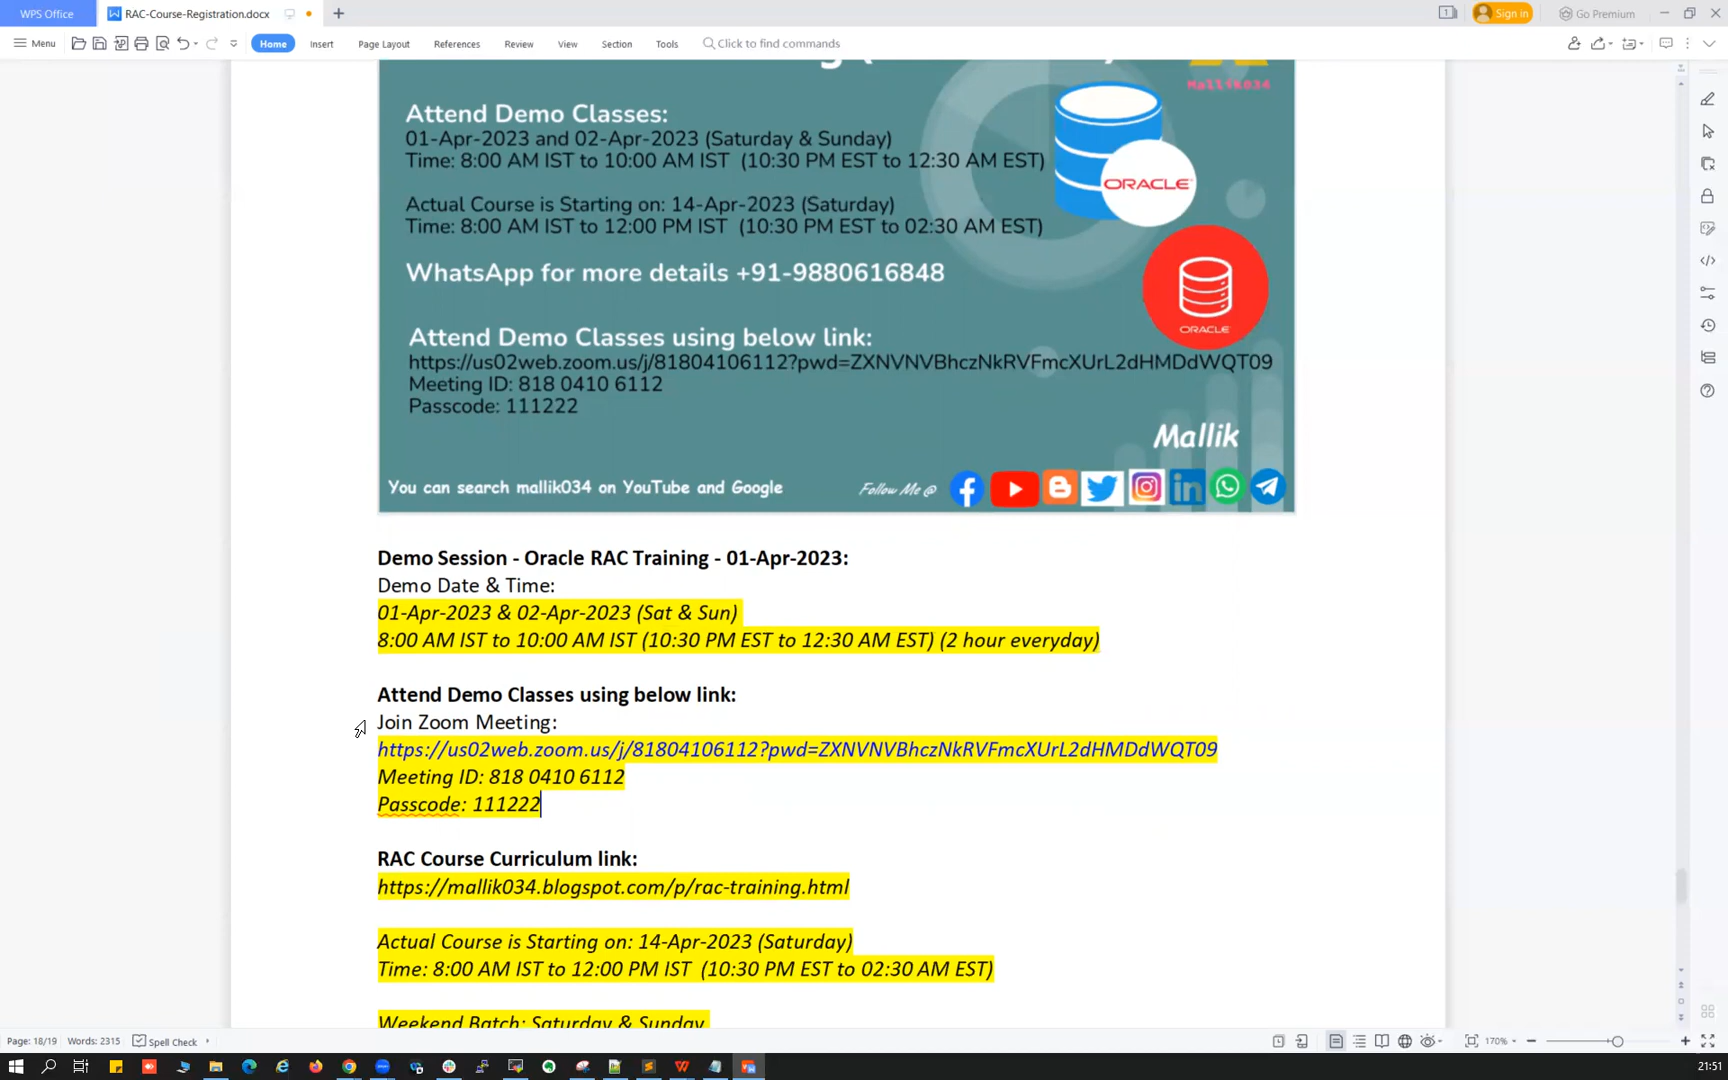 WPS Office
RAC-Course-Registration.docx
Sign in
Go Premium
Menu
Home
Insert
Page Layout
References
Review
View
Section
Tools
Click to find commands
Mallik034
Attend Demo Classes:
01-Apr-2023 and 02-Apr-2023 (Saturday & Sunday)
Time: 8:00 AM IST to 10:00 AM IST (10:30 PM EST to 12:30 AM EST)
Actual Course is Starting on: 14-Apr-2023 (Saturday)
Time: 8:00 AM IST to 12:00 PM IST (10:30 PM EST to 02:30 AM EST)
ORACLE
WhatsApp for more details +91-9880616848
ORACLE
Attend Demo Classes using below link:
https://us02web.zoom.us/j/81804106112?pwd=ZXNVNVBhczNkRVFmcXUrL2dHMDdWQT09
Meeting ID: 818 0410 6112
Passcode: 111222
Mallik
You can search mallik034 on YouTube and Google
Follow Me @
Demo Session - Oracle RAC Training - 01-Apr-2023:
Demo Date & Time:
01-Apr-2023 & 02-Apr-2023 (Sat & Sun)
8:00 AM IST to 10:00 AM IST (10:30 PM EST to 12:30 AM EST) (2 hour everyday)
Attend Demo Classes using below link:
Join Zoom Meeting:
https://us02web.zoom.us/j/81804106112?pwd=ZXNVNVBhczNkRVFmcXUrL2dHMDdWQT09
Meeting ID: 818 0410 6112
Passcode: 111222
RAC Course Curriculum link:
https://mallik034.blogspot.com/p/rac-training.html
Actual Course is Starting on: 14-Apr-2023 (Saturday)
Time: 8:00 AM IST to 12:00 PM IST (10:30 PM EST to 02:30 AM EST)
Weekend Batch: Saturday & Sunday
Page: 18/19
Words: 2315
Spell Check
170%
21:51